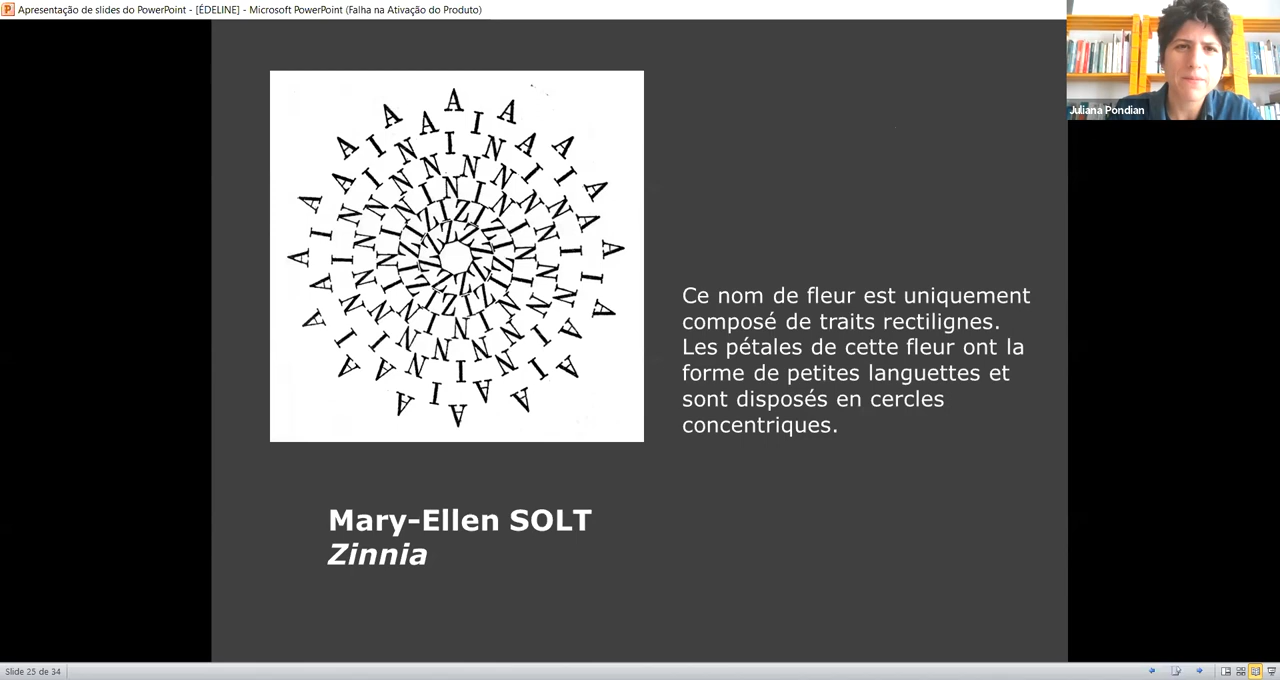 Apresentação de slides do PowerPoint - [ÉDELINE] - Microsoft PowerPoint (Falha na Ativação do Produto)
Juliana Pondian
Ce nom de fleur est uniquement
composé de traits rectilignes.
Les pétales de cette fleur ont la
forme de petites languettes et
sont disposés en cercles
concentriques.
Mary-Ellen SOLT
Zinnia
Slide 25 de 34